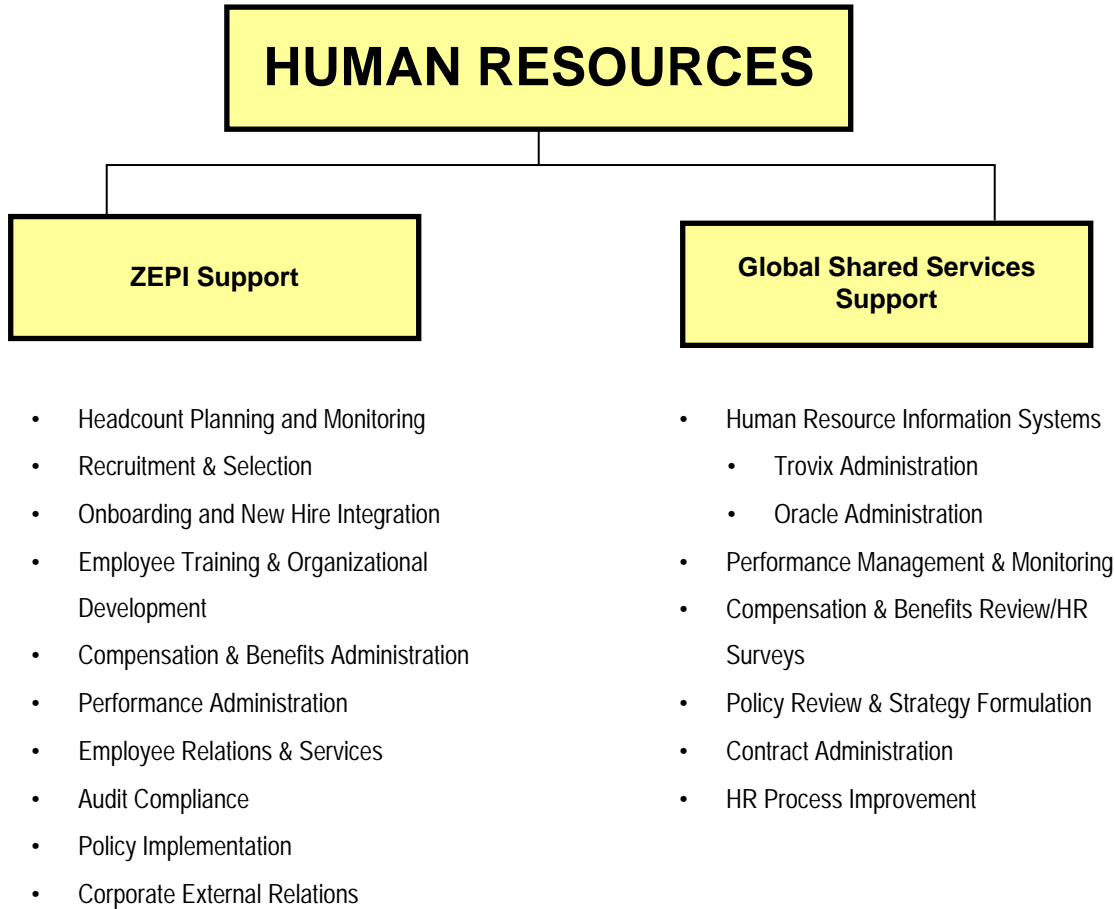 HUMAN RESOURCES
ZEPI Support
• Headcount Planning and Monitoring
• Recruitment & Selection
• Onboarding and New Hire Integration
• Employee Training & Organizational
Development
• Compensation & Benefits Administration
• Performance Administration
• Employee Relations & Services
• Audit Compliance
• Policy Implementation
• Corporate External Relations
Global Shared Services
Support
• Human Resource Information Systems
• Trovix Administration
• Oracle Administration
• Performance Management & Monitoring
• Compensation & Benefits Review/HR
Surveys
• Policy Review & Strategy Formulation
• Contract Administration
• HR Process Improvement